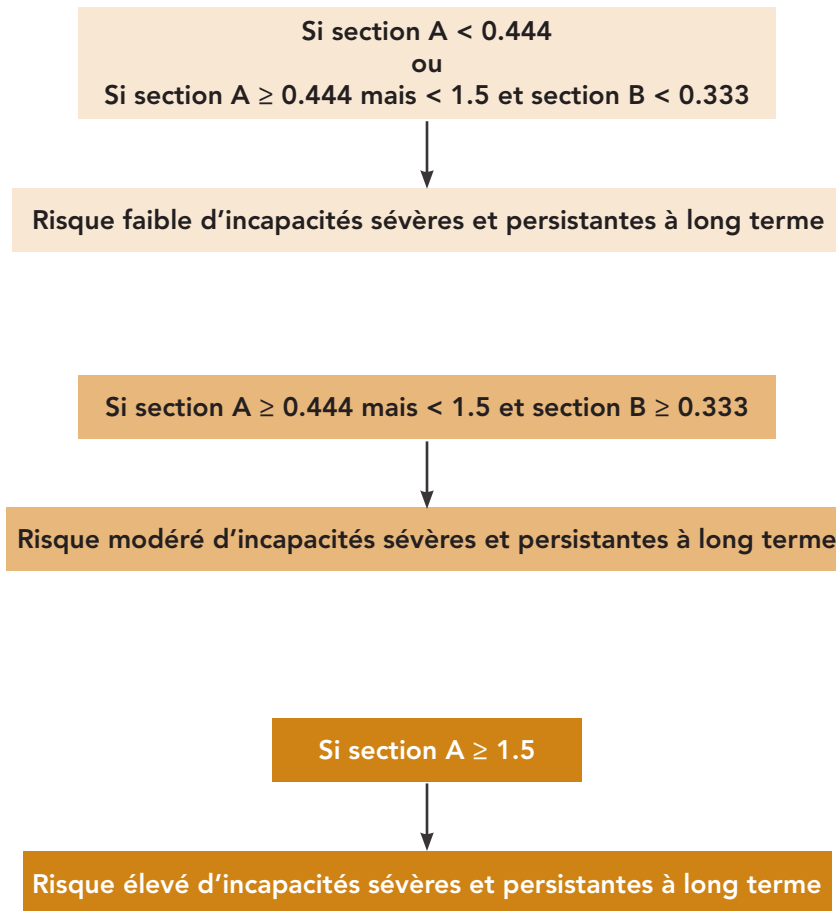 Si section A < 0.444
ou
Si section A ≥ 0.444 mais < 1.5 et section B < 0.333
Risque faible d’incapacités sévères et persistantes à long terme
Si section A ≥ 0.444 mais < 1.5 et section B ≥ 0.333
Risque modéré d’incapacités sévères et persistantes à long terme
Si section A ≥ 1.5
Risque élevé d’incapacités sévères et persistantes à long terme